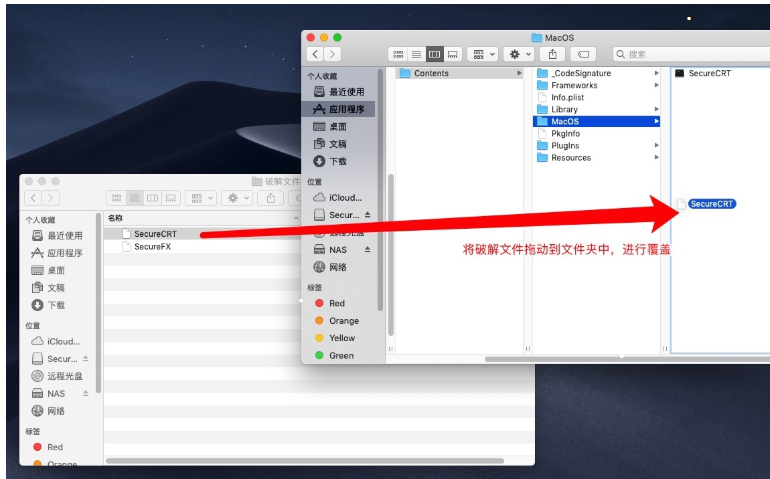 MacOS
搜索
个人收藏
最近使用
应用程序
桌面
文稿
下载
位置
iCloud...
Secur...
NAS
网络
标签
Red
Orange
Yellow
Green
Contents
_CodeSignature
Frameworks
Info.plist
Library
MacOS
PkgInfo
PlugIns
Resources
SecureCRT
SecureCRT
将破解文件拖动到文件夹中，进行覆盖
破解文件
个人收藏
最近使用
应用程序
桌面
文稿
下载
位置
iCloud...
Secur...
远程光盘
NAS
网络
标签
Red
Orange
名称
SecureCRT
SecureFX